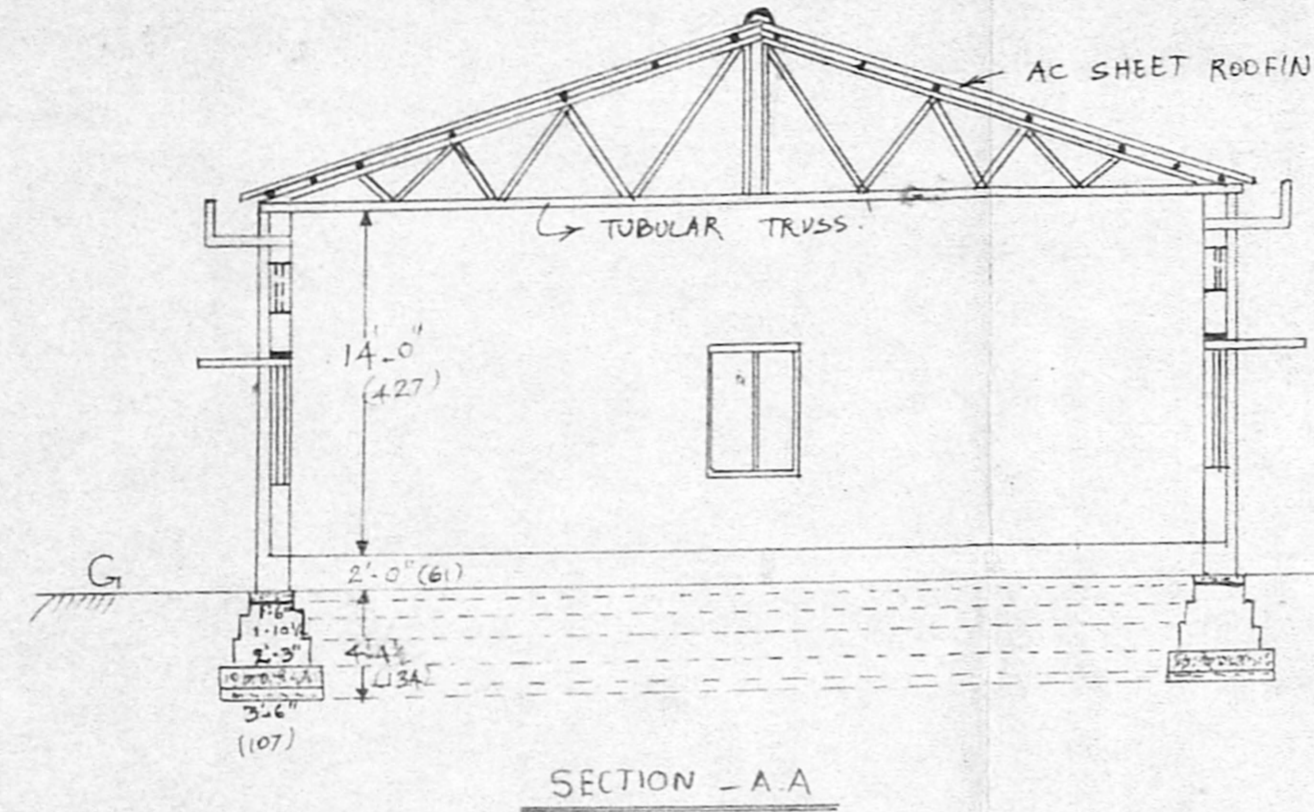 AC SHEET ROOFIN
TUBULAR TRUSS.
14'-0"
(427)
G
2'-0" (61)
1'-6"
1-10½
2'-3"
4'-4½
(134)
3'-6"
(107)
SECTION - A.A